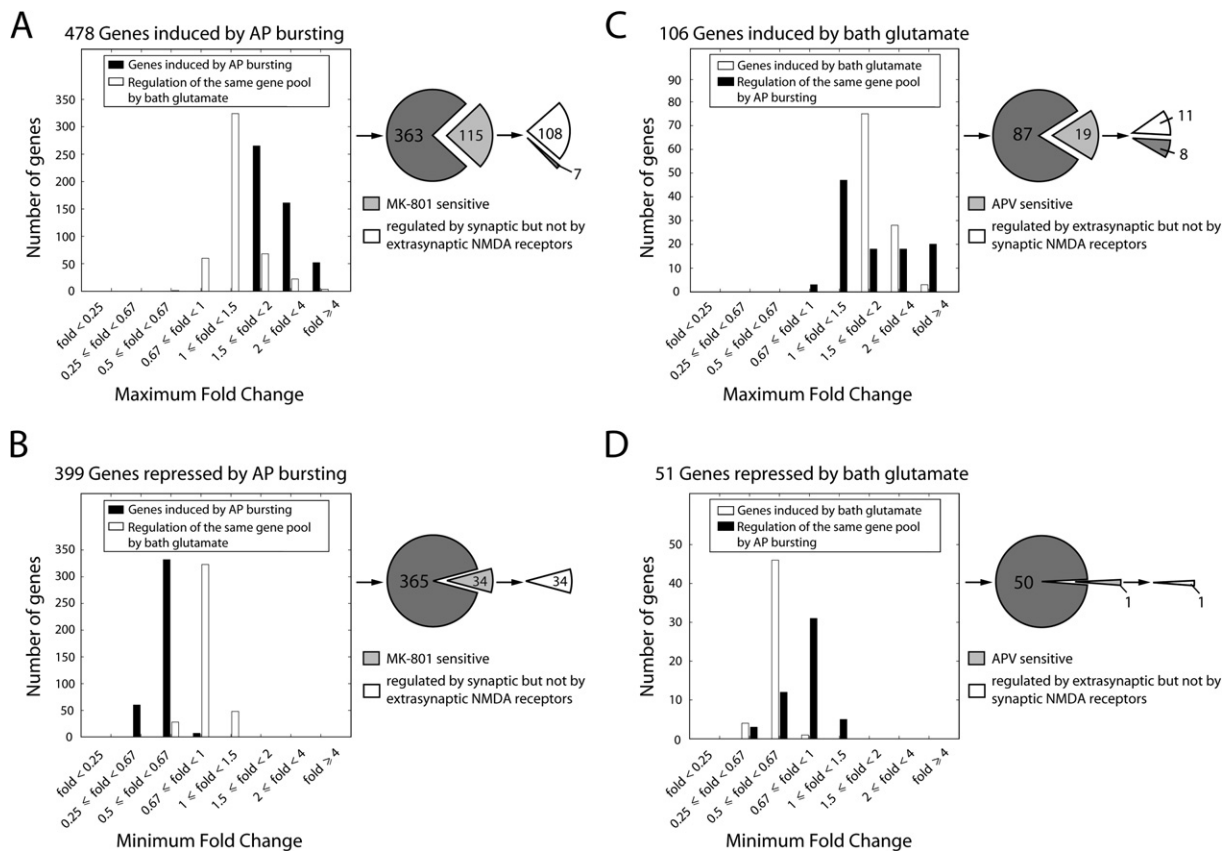 A
478 Genes induced by AP bursting
Genes induced by AP bursting
Regulation of the same gene pool
by bath glutamate
Number of genes
350
300
250
200
150
100
50
0
fold < 0.25
0.25 ⩽ fold < 0.67
0.5 ⩽ fold < 0.67
0.67 ⩽ fold < 1
1 ⩽ fold < 1.5
1.5 ⩽ fold < 2
2 ⩽ fold < 4
fold ⩾ 4
Maximum Fold Change
363
115
108
7
MK-801 sensitive
regulated by synaptic but not by
extrasynaptic NMDA receptors
C
106 Genes induced by bath glutamate
Genes induced by bath glutamate
Regulation of the same gene pool
by AP bursting
Number of genes
90
80
70
60
50
40
30
20
10
0
fold < 0.25
0.25 ⩽ fold < 0.67
0.5 ⩽ fold < 0.67
0.67 ⩽ fold < 1
1 ⩽ fold < 1.5
1.5 ⩽ fold < 2
2 ⩽ fold < 4
fold ⩾ 4
Maximum Fold Change
87
19
11
8
APV sensitive
regulated by extrasynaptic but not by
synaptic NMDA receptors
B
399 Genes repressed by AP bursting
Genes induced by AP bursting
Regulation of the same gene pool
by bath glutamate
Number of genes
350
300
250
200
150
100
50
0
fold < 0.25
0.25 ⩽ fold < 0.67
0.5 ⩽ fold < 0.67
0.67 ⩽ fold < 1
1 ⩽ fold < 1.5
1.5 ⩽ fold < 2
2 ⩽ fold < 4
fold ⩾ 4
Minimum Fold Change
365
34
34
MK-801 sensitive
regulated by synaptic but not by
extrasynaptic NMDA receptors
D
51 Genes repressed by bath glutamate
Genes induced by bath glutamate
Regulation of the same gene pool
by AP bursting
Number of genes
50
40
30
20
10
0
fold < 0.25
0.25 ⩽ fold < 0.67
0.5 ⩽ fold < 0.67
0.67 ⩽ fold < 1
1 ⩽ fold < 1.5
1.5 ⩽ fold < 2
2 ⩽ fold < 4
fold ⩾ 4
Minimum Fold Change
50
1
1
APV sensitive
regulated by extrasynaptic but not by
synaptic NMDA receptors